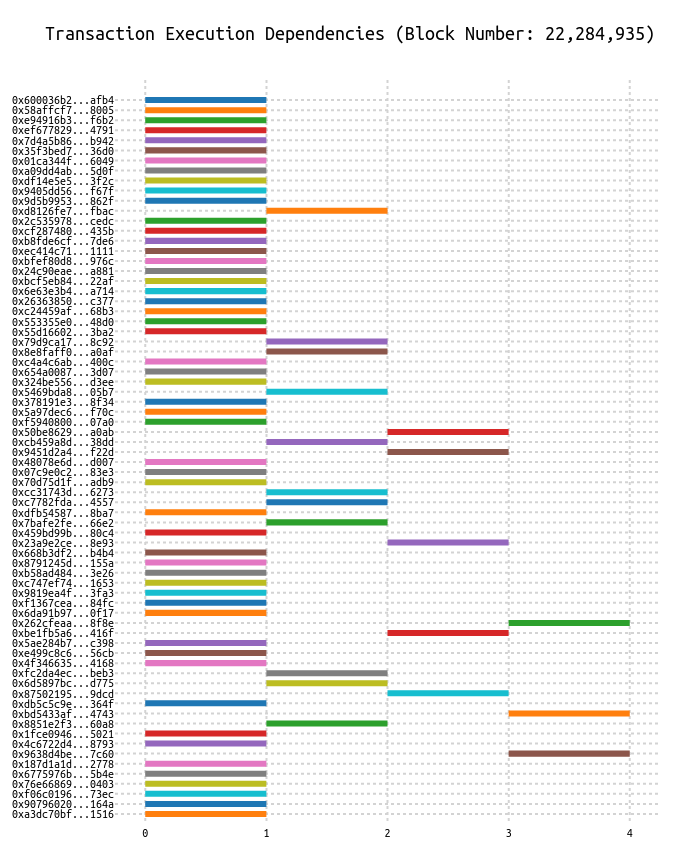 Transaction Execution Dependencies (Block Number: 22,284,935)
0x600036b2...afb4
0x58affcf7...8005
0xe94916b3...f6b2
0xef677829...4791
0x7d4a5b86...b942
0x35f3bed7...36d0
0x01ca344f...6049
0xa09dd4ab...5d0f
0xdf14e5e5...3f2c
0x9405dd56...f67f
0x9d5b9953...862f
0xd8126fe7...fbac
0x2c535978...cedc
0xcf287480...435b
0xb8fde6cf...7de6
0xec414c71...1111
0xbfef80d8...976c
0x24c90eae...a881
0xbcf5eb84...22af
0x6e63e3b4...a714
0x26363850...c377
0xc24459af...68b3
0x553355e0...48d0
0x55d16602...3ba2
0x79d9ca17...8c92
0x8e8faff0...a0af
0xc4a4c6ab...400c
0x654a0087...3d07
0x324be556...d3ee
0x5469bda8...05b7
0x378191e3...8f34
0x5a97dec6...f70c
0xf5940800...07a0
0x50be8629...a0ab
0xcb459a8d...38dd
0x9451d2a4...f22d
0x48078e6d...d007
0x07c9e0c2...83e3
0x70d75d1f...adb9
0xcc31743d...6273
0xc7782fda...4557
0xdfb54587...8ba7
0x7bafe2fe...66e2
0x459bd99b...80c4
0x23a9e2ce...8e93
0x668b3df2...b4b4
0x8791245d...155a
0xb58ad484...3e26
0xc747ef74...1653
0x9819ea4f...3fa3
0xf1367cea...84fc
0x6da91b97...0f17
0x262cfeaa...8f8e
0xbe1fb5a6...416f
0x5ae284b7...c398
0xe499c8c6...56cb
0x4f346635...4168
0xfc2da4ec...beb3
0x6d5897bc...d775
0x87502195...9dcd
0xdb5c5c9e...364f
0xbd5433af...4743
0x8851e2f3...60a8
0x1fce0946...5021
0x4c6722d4...8793
0x9638d4be...7c60
0x187d1a1d...2778
0x6775976b...5b4e
0x76e66869...0403
0xf06c0196...73ec
0x90796020...164a
0xa3dc70bf...1516
0 1 2 3 4